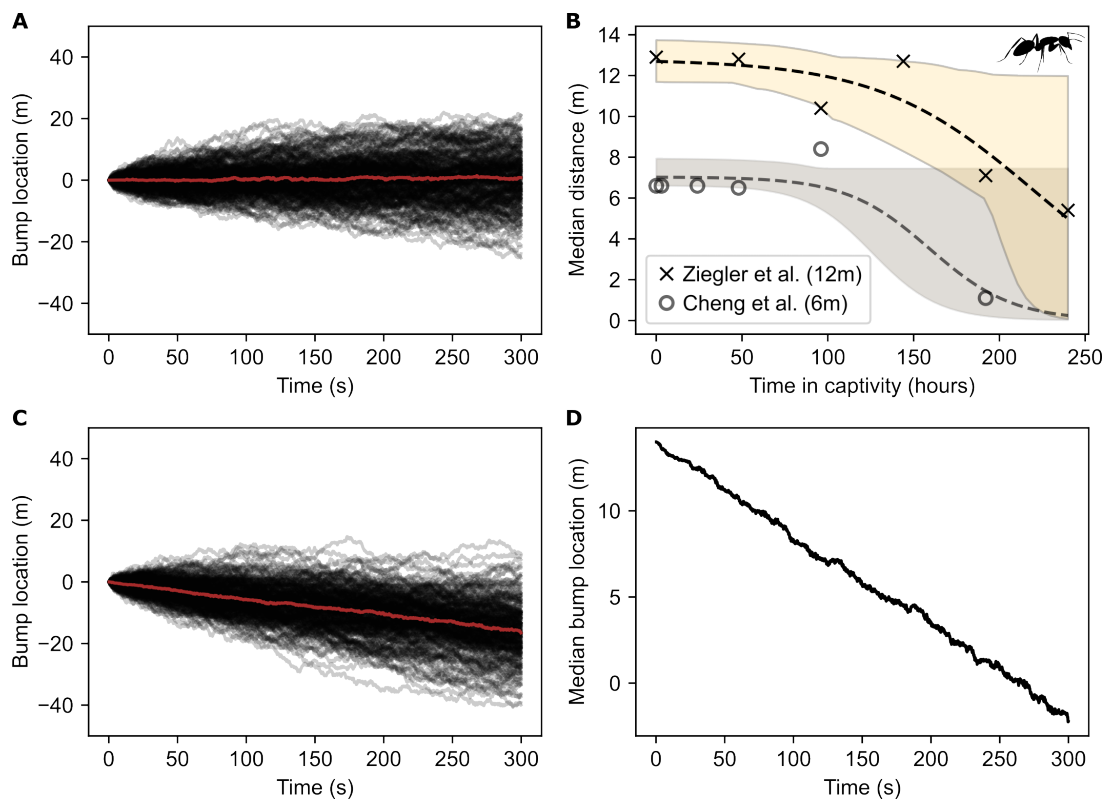 A
Bump location (m)
40
20
0
−20
−40
0 50 100 150 200 250 300
Time (s)
B
Median distance (m)
14
12
10
8
6
4
2
0
Ziegler et al. (12m)
Cheng et al. (6m)
0 50 100 150 200 250
Time in captivity (hours)
C
Bump location (m)
40
20
0
−20
−40
0 50 100 150 200 250 300
Time (s)
D
Median bump location (m)
10
5
0
0 50 100 150 200 250 300
Time (s)